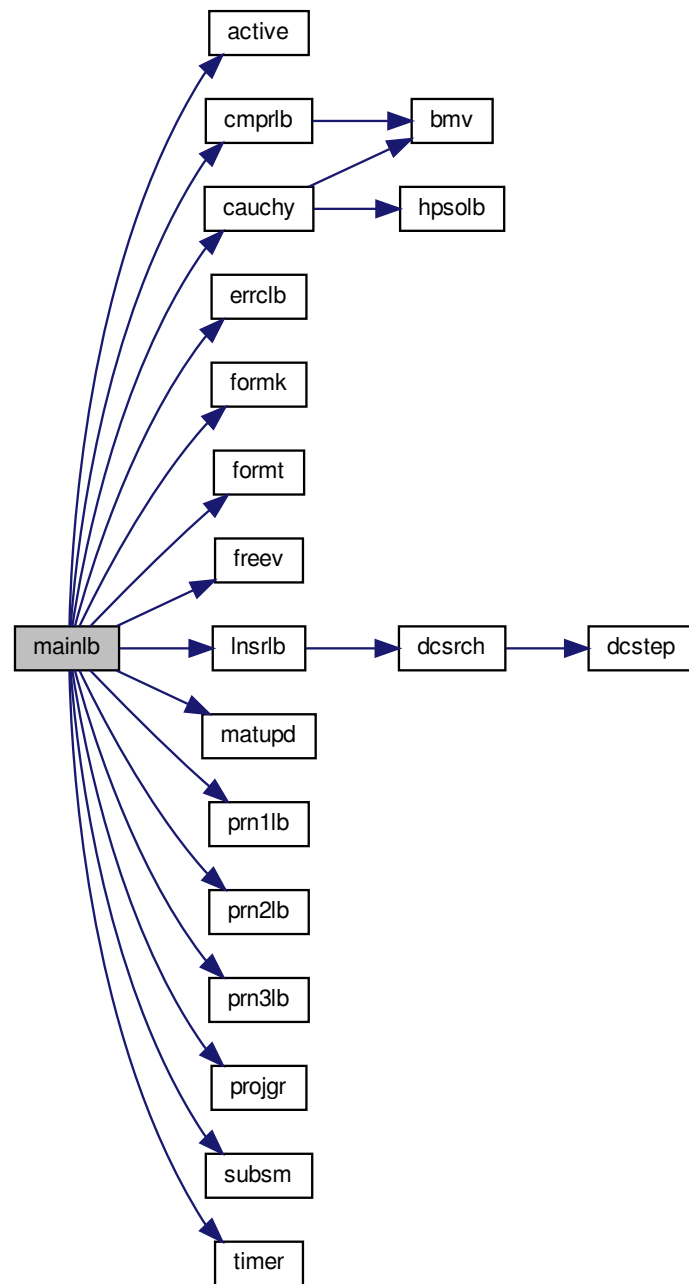 active
cmprlb
bmv
cauchy
hpsolb
errclb
formk
formt
freev
mainlb
lnsrlb
dcsrch
dcstep
matupd
prn1lb
prn2lb
prn3lb
projgr
subsm
timer